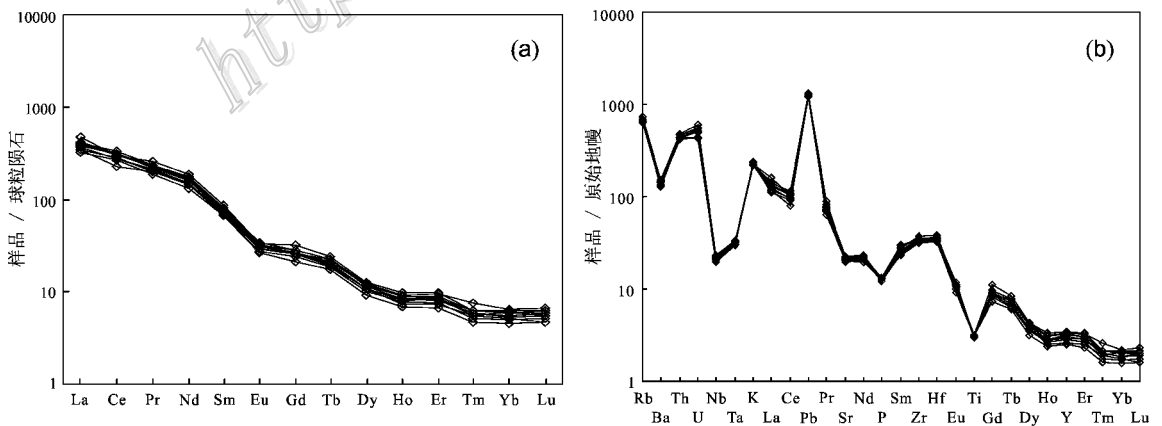 http
10000
1000
100
10
1
样品 / 球粒陨石
(a)
La Ce Pr Nd Sm Eu Gd Tb Dy Ho Er Tm Yb Lu
10000
1000
100
10
1
样品 / 原始地幔
(b)
Rb Th Nb K Ce Pr Nd Sm Hf Ti Tb Ho Er Yb
Ba U Ta La Pb Sr P Zr Eu Gd Dy Y Tm Lu